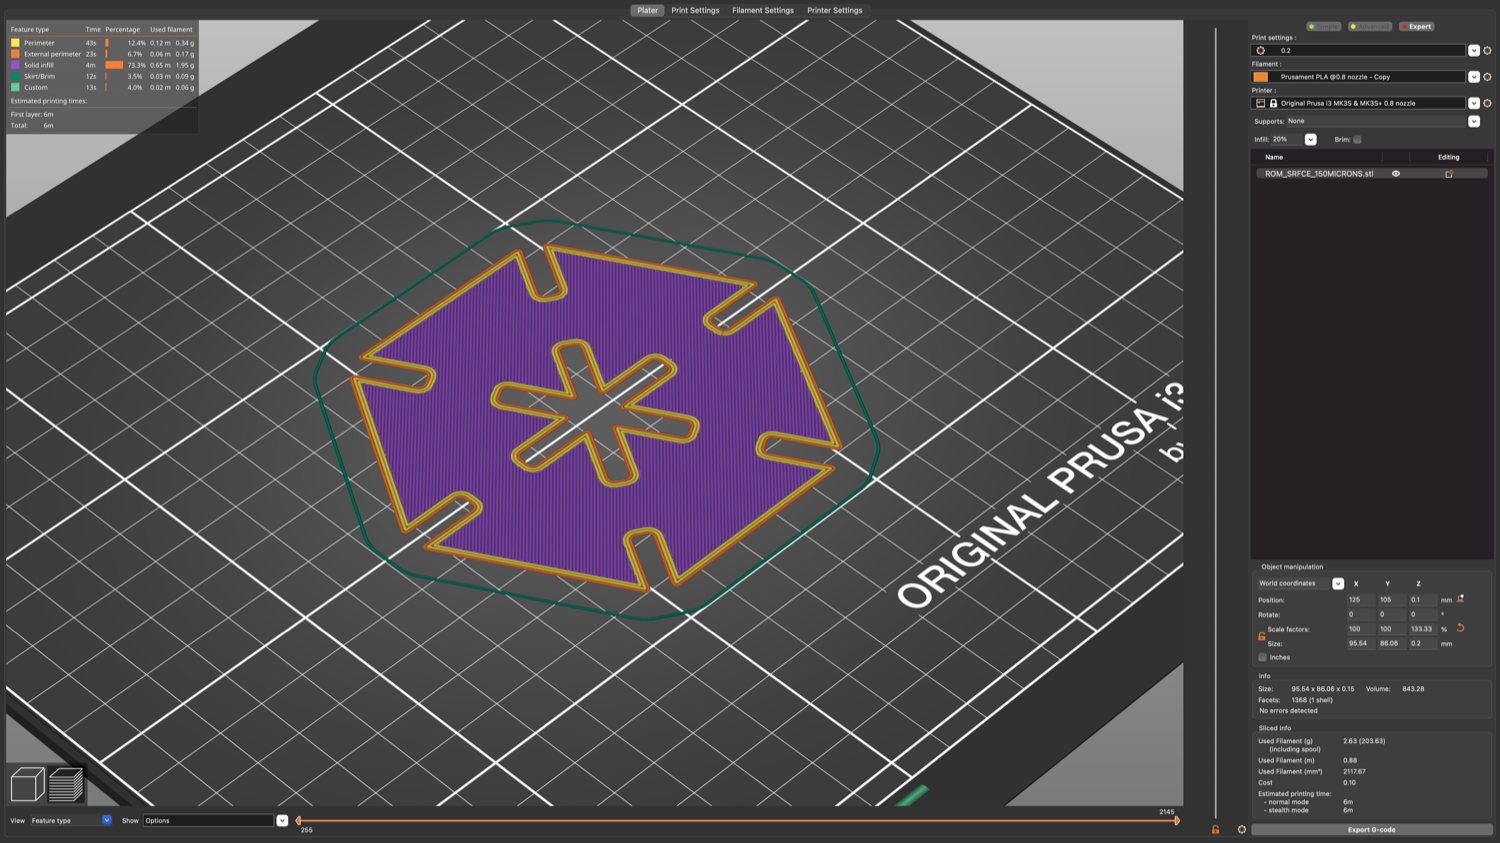 Plater Print Settings Filament Settings Printer Settings
Feature type Time Percentage Used filament
Perimeter 43s 12.4% 0.12 m 0.34 g
External perimeter 23s 6.7% 0.06 m 0.17 g
Solid infill 4m 73.3% 0.65 m 1.95 g
Skirt/Brim 12s 3.5% 0.03 m 0.09 g
Custom 13s 4.0% 0.02 m 0.06 g
Estimated printing times:
First layer: 6m
Total: 6m
ORIGINAL PRUSA i3
by
View Feature type Show Options
255
2145
Simple Advanced Expert
Print settings :
0.2
Filament :
Prusament PLA @0.8 nozzle - Copy
Printer :
Original Prusa i3 MK3S & MK3S+ 0.8 nozzle
Supports: None
Infill: 20% Brim:
Name Editing
ROM_SRFCE_150MICRONS.stl
Object manipulation
World coordinates X Y Z
Position: 125 105 0.1 mm
Rotate: 0 0 0 °
Scale factors: 100 100 133.33 %
Size: 95.54 86.06 0.2 mm
Inches
Info
Size: 95.54 x 86.06 x 0.15 Volume: 843.28
Facets: 1368 (1 shell)
No errors detected
Sliced Info
Used Filament (g) 2.63 (203.63)
(including spool)
Used Filament (m) 0.88
Used Filament (mm³) 2117.67
Cost 0.10
Estimated printing time:
- normal mode 6m
- stealth mode 6m
Export G-code